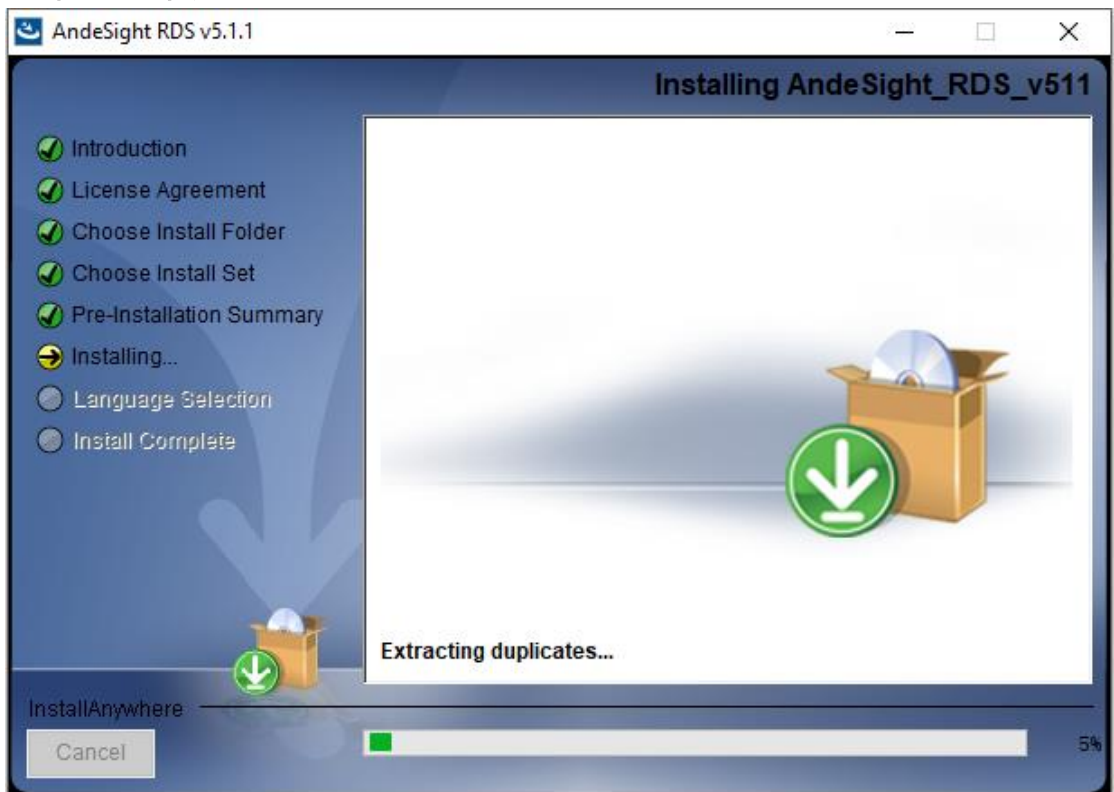 AndeSight RDS v5.1.1
Installing AndeSight_RDS_v511
Introduction
License Agreement
Choose Install Folder
Choose Install Set
Pre-Installation Summary
Installing...
Language Selection
Install Complete
Extracting duplicates...
InstallAnywhere
Cancel
5%